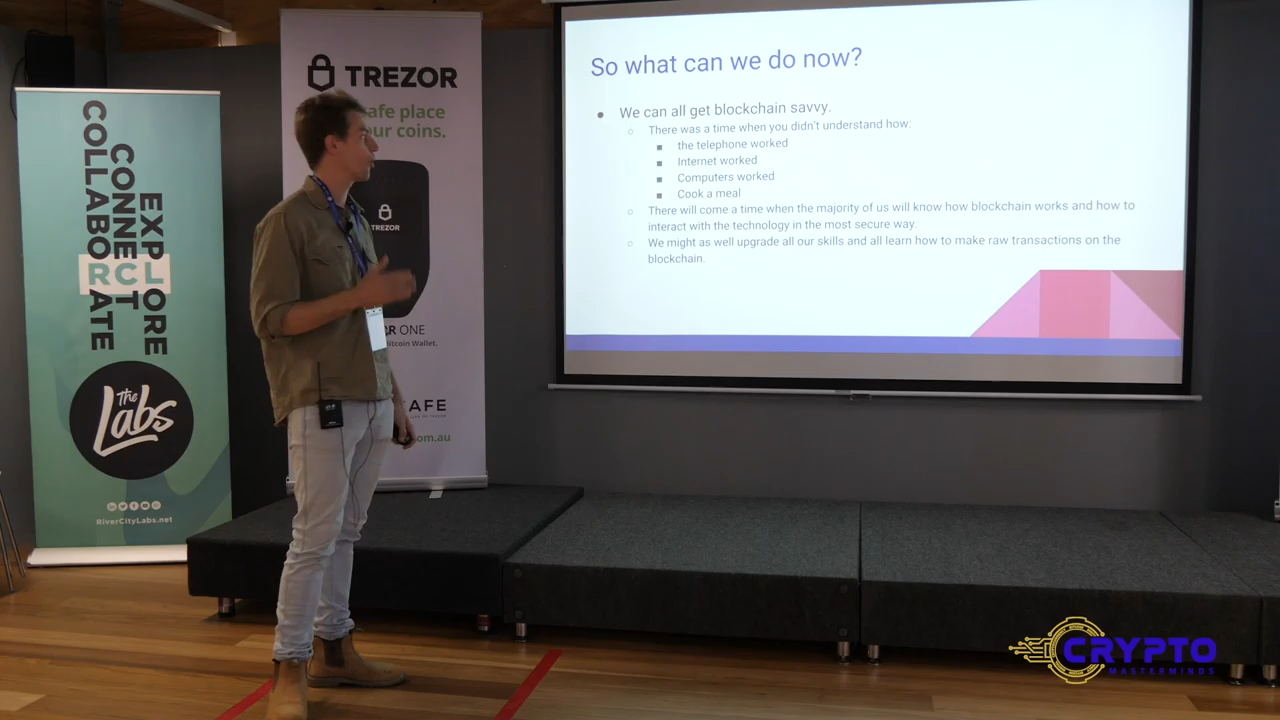 COLLABORATE
CONNECT
EXPLORE
RCL
the
Labs
RiverCityLabs.net
TREZOR
afe place
ur coins.
TREZOR
R ONE
itcoin Wallet.
AFE
om.au
So what can we do now?
● We can all get blockchain savvy.
○ There was a time when you didn't understand how:
■ the telephone worked
■ Internet worked
■ Computers worked
■ Cook a meal
○ There will come a time when the majority of us will know how blockchain works and how to
interact with the technology in the most secure way.
○ We might as well upgrade all our skills and all learn how to make raw transactions on the
blockchain.
CRYPTO
MASTERMINDS